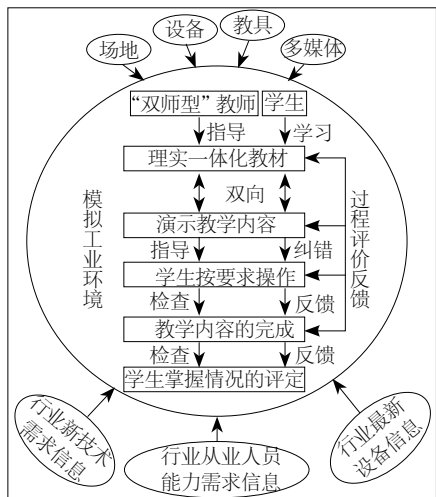 设备
教具
场地
多媒体
“双师型”教师
学生
指导
学习
理实一体化教材
双向
演示教学内容
指导
纠错
学生按要求操作
检查
反馈
教学内容的完成
检查
反馈
学生掌握情况的评定
模拟工业环境
过程评价反馈
行业新技术
需求信息
行业从业人员
能力需求信息
行业最新
设备信息